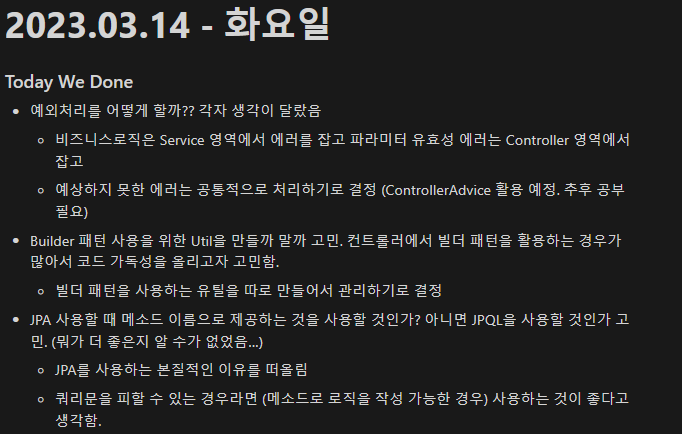 2023.03.14 - 화요일
Today We Done
• 예외처리를 어떻게 할까?? 각자 생각이 달랐음
◦ 비즈니스로직은 Service 영역에서 에러를 잡고 파라미터 유효성 에러는 Controller 영역에서
잡고
◦ 예상하지 못한 에러는 공통적으로 처리하기로 결정 (ControllerAdvice 활용 예정. 추후 공부
필요)
• Builder 패턴 사용을 위한 Util을 만들까 말까 고민. 컨트롤러에서 빌더 패턴을 활용하는 경우가
많아서 코드 가독성을 올리고자 고민함.
◦ 빌더 패턴을 사용하는 유틸을 따로 만들어서 관리하기로 결정
• JPA 사용할 때 메소드 이름으로 제공하는 것을 사용할 것인가? 아니면 JPQL을 사용할 것인가 고
민. (뭐가 더 좋은지 알 수가 없었음...)
◦ JPA를 사용하는 본질적인 이유를 떠올림
◦ 쿼리문을 피할 수 있는 경우라면 (메소드로 로직을 작성 가능한 경우) 사용하는 것이 좋다고
생각함.